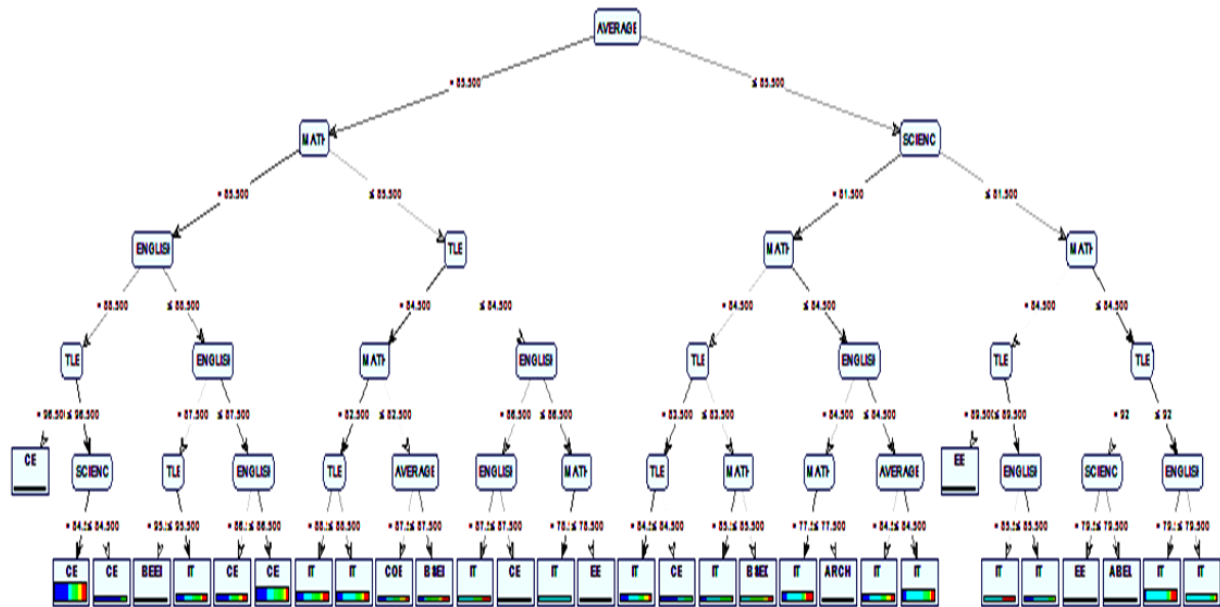 AVERAGE
> 85.500 ≤ 85.500
MATH SCIENC
> 85.500 ≤ 85.500 > 81.500 ≤ 81.500
ENGLISH TLE MATH MATH
> 88.500 ≤ 88.500 > 84.500 ≤ 84.500 > 84.500 ≤ 84.500 > 84.500 ≤ 84.500
TLE ENGLISH MATH ENGLISH TLE ENGLISH TLE TLE
≤ 96.500 > 87.500 ≤ 87.500 > 82.500 ≤ 82.500 > 86.500 ≤ 86.500 > 83.500 ≤ 83.500 > 84.500 ≤ 84.500 > 89.500 ≤ 89.500 > 92 ≤ 92
CE SCIENC TLE ENGLISH TLE AVERAGE ENGLISH MATH TLE MATH MATH AVERAGE EE ENGLISH SCIENC ENGLISH
≤ 84.500 ≤ 95.500 ≤ 86.500 ≤ 88.500 ≤ 87.500 ≤ 87.500 ≤ 78.500 ≤ 84.500 ≤ 85.500 ≤ 77.500 ≤ 84.500 ≤ 85.500 ≤ 79.500 ≤ 79.500
CE CE IT CE CE IT IT COE IT CE IT EE IT CE IT IT ARCH IT IT IT IT EE IT IT